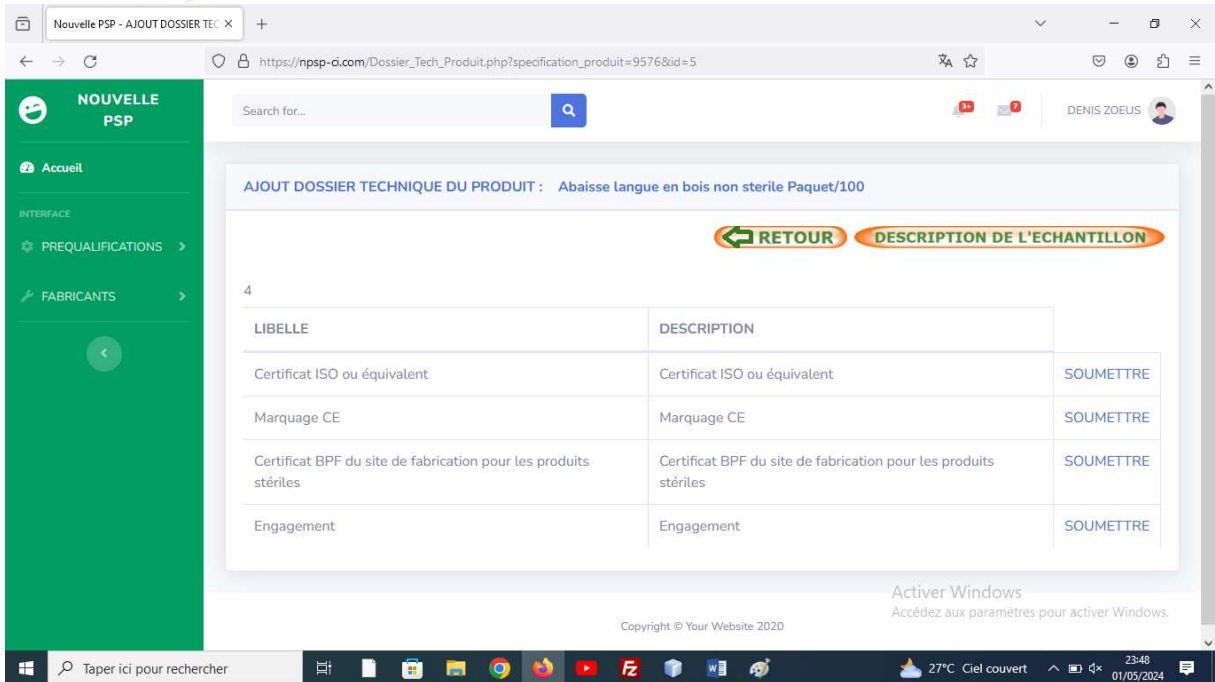 Nouvelle PSP - AJOUT DOSSIER TEC
https://npsp-ci.com/Dossier_Tech_Produit.php?specification_produit=9576&id=5
NOUVELLE
PSP
Search for...
3+
7
DENIS ZOEUS
Accueil
INTERFACE
PREQUALIFICATIONS
FABRICANTS
AJOUT DOSSIER TECHNIQUE DU PRODUIT : Abaisse langue en bois non sterile Paquet/100
RETOUR
DESCRIPTION DE L'ECHANTILLON
4
LIBELLE DESCRIPTION
Certificat ISO ou équivalent Certificat ISO ou équivalent SOUMETTRE
Marquage CE Marquage CE SOUMETTRE
Certificat BPF du site de fabrication pour les produits Certificat BPF du site de fabrication pour les produits SOUMETTRE
stériles stériles
Engagement Engagement SOUMETTRE
Activer Windows
Accédez aux paramètres pour activer Windows.
Copyright © Your Website 2020
Taper ici pour rechercher
27°C Ciel couvert
23:48
01/05/2024